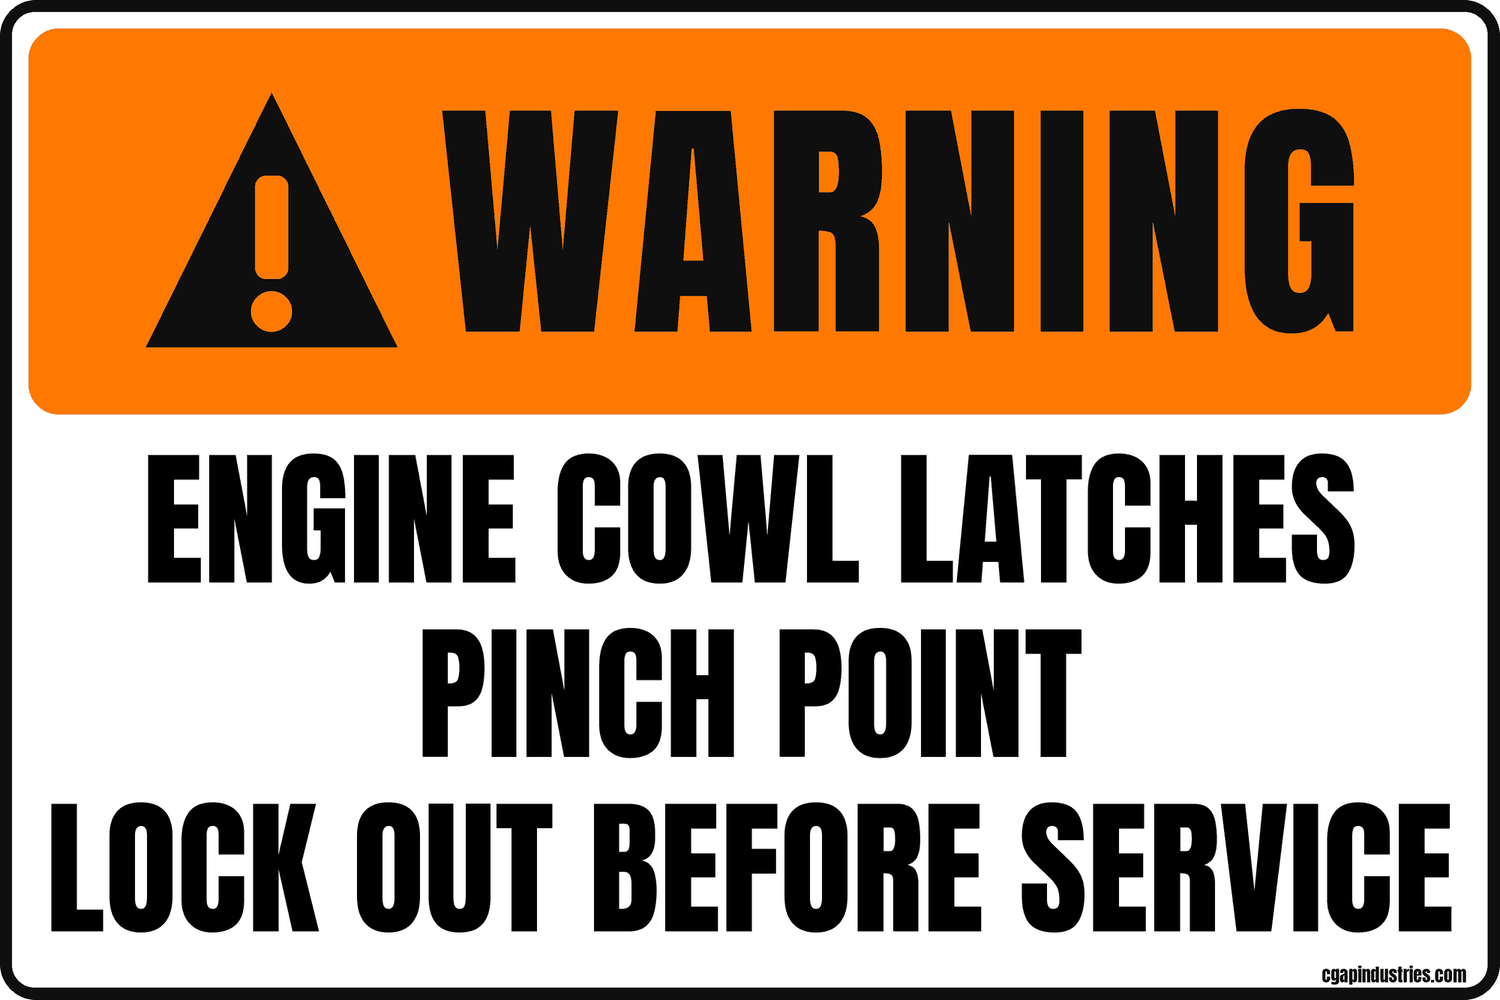 WARNING
ENGINE COWL LATCHES
PINCH POINT
LOCK OUT BEFORE SERVICE
cgapindustries.com